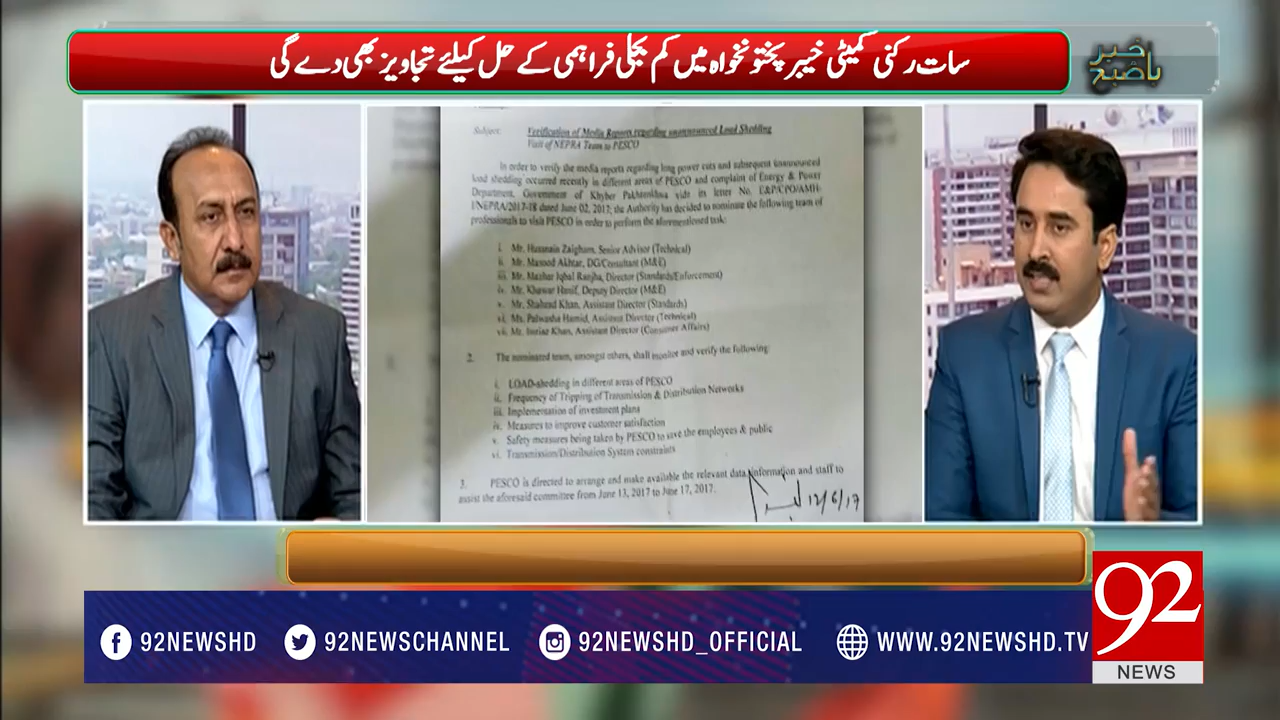 سات رکنی کمیٹی خیبر پختونخواہ میں کم بجلی فراہمی کے حل کیلئے تجاویز بھی دے گی
باخبر صبح
Subject: Verification of Media Reports regarding unannounced Load Shedding
Visit of NEPRA Team to PESCO
In order to verify the media reports regarding long power cuts and subsequent unannounced
load shedding occurred recently in different areas of PESCO and complaint of Energy & Power
Department, Government of Khyber Pakhtunkhwa vide its letter No. E&P/CPO/AMH-
I/NEPRA/2017-18 dated June 02, 2017, the Authority has decided to nominate the following team of
professionals to visit PESCO in order to perform the aforementioned task:
i. Mr. Husnain Zaigham, Senior Advisor (Technical)
ii. Mr. Masood Akhtar, DG/Consultant (M&E)
iii. Mr. Mazhar Iqbal Ranjha, Director (Standards/Enforcement)
iv. Mr. Khawar Hanif, Deputy Director (M&E)
v. Mr. Shahzad Khan, Assistant Director (Standards)
vi. Ms. Palwasha Hamid, Assistant Director (Technical)
vii. Mr. Imtiaz Khan, Assistant Director (Consumer Affairs)
2. The nominated team, amongst others, shall monitor and verify the following:
i. LOAD-shedding in different areas of PESCO
ii. Frequency of Tripping of Transmission & Distribution Networks
iii. Implementation of investment plans
iv. Measures to improve customer satisfaction
v. Safety measures being taken by PESCO to save the employees & public
vi. Transmission/Distribution System constraints
3. PESCO is directed to arrange and make available the relevant data, information and staff to
assist the aforesaid committee from June 13, 2017 to June 17, 2017.
12/6/17
92NEWSHD
92NEWSCHANNEL
92NEWSHD_OFFICIAL
WWW.92NEWSHD.TV
92
NEWS